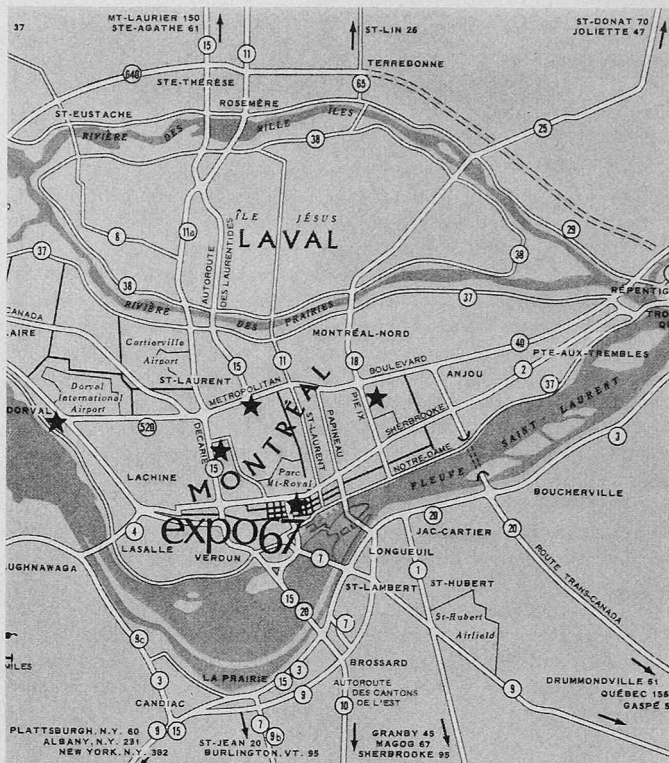 37
MT-LAURIER 150
STE-AGATHE 61
ST-LIN 26
ST-DONAT 70
JOLIETTE 47
15
11
TERREBONNE
640
STE-THÉRÈSE
65
ROSEMÈRE
ST-EUSTACHE
RIVIÈRE DES MILLE ÎLES
38
25
8
11a
ÎLE JÉSUS
LAVAL
AUTOROUTE
DES LAURENTIDES
29
38
37
38
RIVIÈRE DES PRAIRIES
37
RÉPENTIG
CANADA
LAIRE
Cartierville
Airport
MONTRÉAL-NORD
40
ST-LAURENT
15
11
18
BOULEVARD
ANJOU
PTE-AUX-TREMBLES
2
37
METROPOLITAN
Dorval
International
Airport
DORVAL
520
DECARIE
ST-LAURENT
PAPINEAU
PIE IX
SHERBROOKE
NOTRE-DAME
FLEUVE SAINT-LAURENT
3
MONTRÉAL
15
LACHINE
Parc
Mt-Royal
BOUCHERVILLE
expo67
4
LASALLE
VERDUN
7
20
JAC-CARTIER
20
LONGUEUIL
UGHNAWAGA
1
ST-HUBERT
ST-LAMBERT
ROUTE TRANS-CANADA
15
20
7
St-Hubert
Airfield
9c
MILES
3
LA PRAIRIE
3
15
9
BROSSARD
CANDIAC
AUTOROUTE
DES CANTONS
DE L'EST
9
DRUMMONDVILLE 61
QUÉBEC 156
GASPÉ 5
9
15
7
9b
10
PLATTSBURGH, N.Y. 60
ALBANY, N.Y. 231
NEW YORK, N.Y. 382
ST-JEAN 20
BURLINGTON, VT. 95
GRANBY 45
MAGOG 67
SHERBROOKE 95